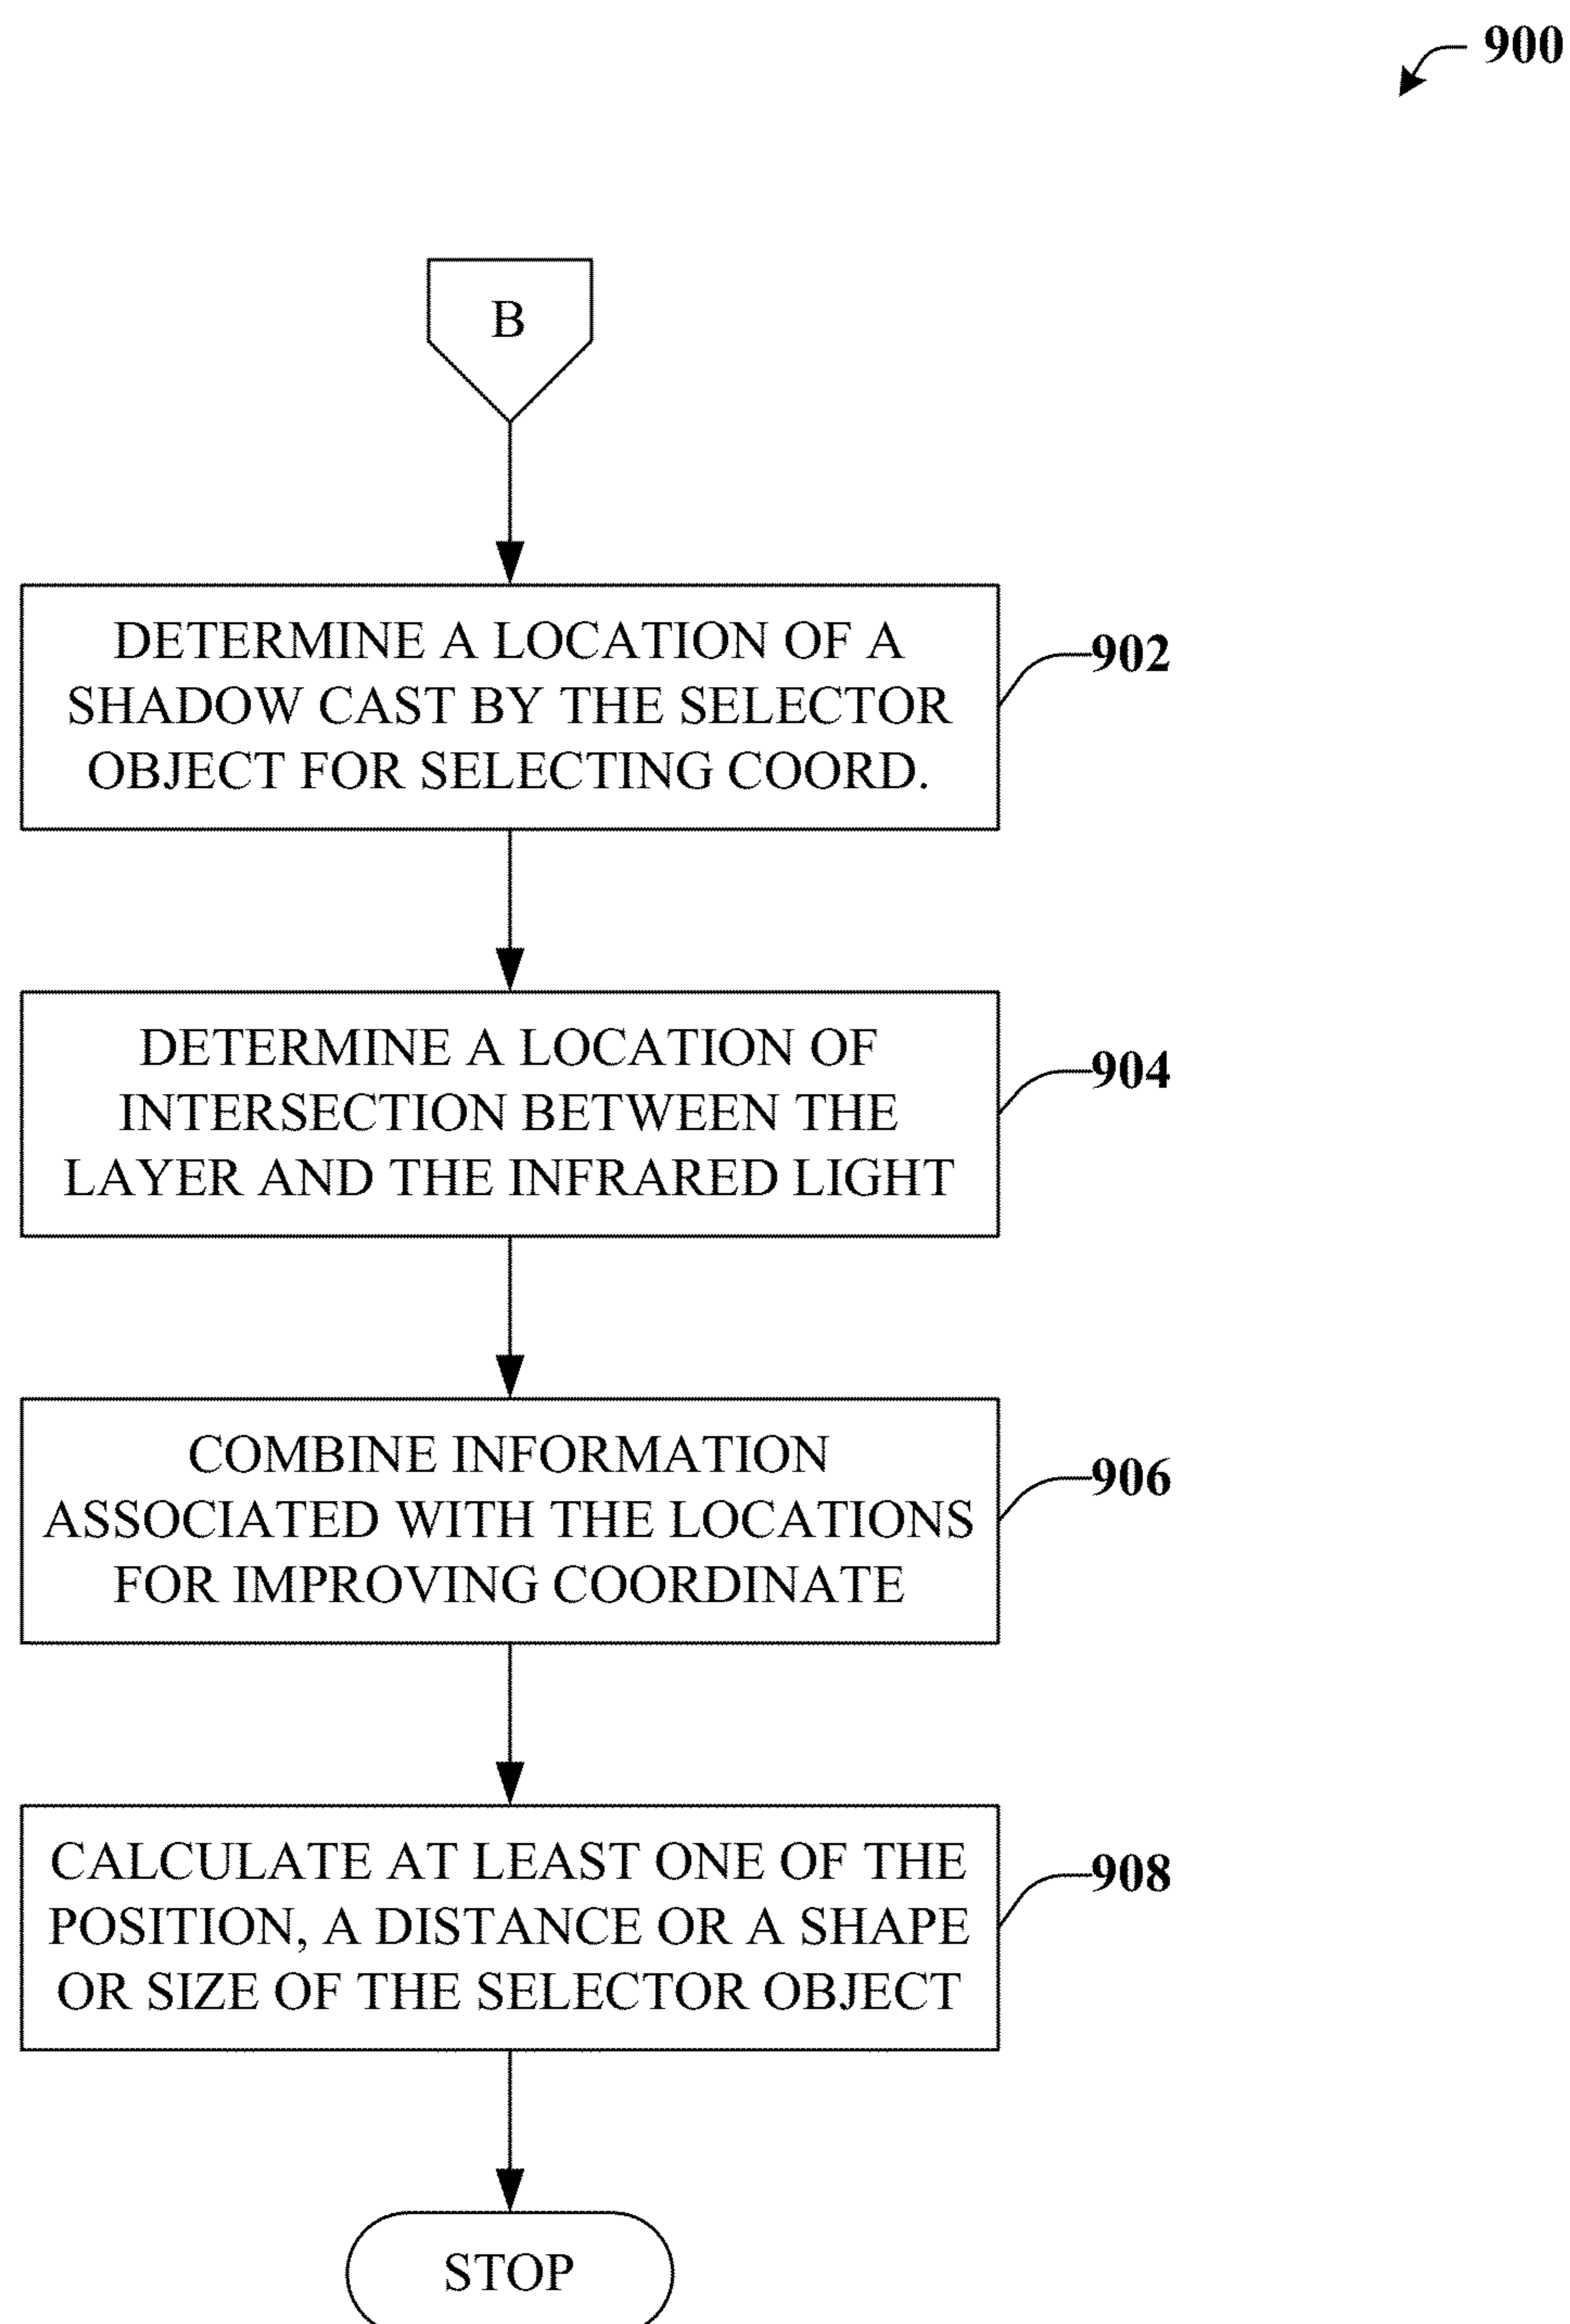 900
B
DETERMINE A LOCATION OF A
SHADOW CAST BY THE SELECTOR
OBJECT FOR SELECTING COORD.
902
DETERMINE A LOCATION OF
INTERSECTION BETWEEN THE
LAYER AND THE INFRARED LIGHT
904
COMBINE INFORMATION
ASSOCIATED WITH THE LOCATIONS
FOR IMPROVING COORDINATE
906
CALCULATE AT LEAST ONE OF THE
POSITION, A DISTANCE OR A SHAPE
OR SIZE OF THE SELECTOR OBJECT
908
STOP